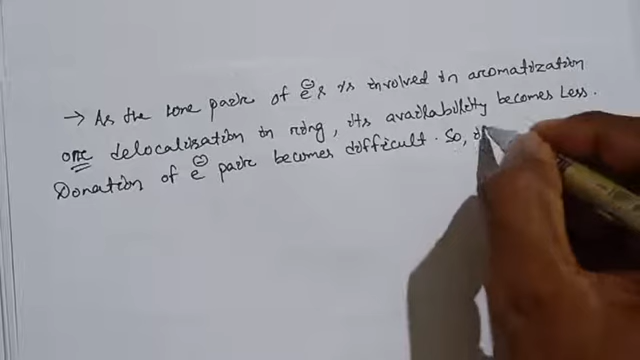 → As the lone pair of e⊖s is involved in aromatization
or delocalization in ring, its availability becomes less.
Donation of e⊖ pair becomes difficult. So,